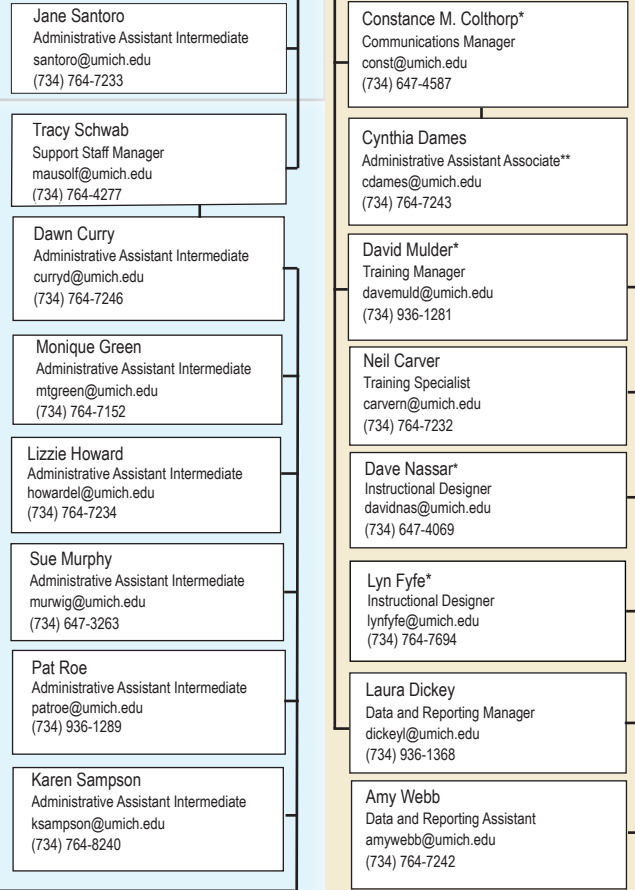 Jane Santoro
Administrative Assistant Intermediate
santoro@umich.edu
(734) 764-7233
Tracy Schwab
Support Staff Manager
mausolf@umich.edu
(734) 764-4277
Dawn Curry
Administrative Assistant Intermediate
curryd@umich.edu
(734) 764-7246
Monique Green
Administrative Assistant Intermediate
mtgreen@umich.edu
(734) 764-7152
Lizzie Howard
Administrative Assistant Intermediate
howardel@umich.edu
(734) 764-7234
Sue Murphy
Administrative Assistant Intermediate
murwig@umich.edu
(734) 647-3263
Pat Roe
Administrative Assistant Intermediate
patroe@umich.edu
(734) 936-1289
Karen Sampson
Administrative Assistant Intermediate
ksampson@umich.edu
(734) 764-8240
Constance M. Colthorp*
Communications Manager
const@umich.edu
(734) 647-4587
Cynthia Dames
Administrative Assistant Associate**
cdames@umich.edu
(734) 764-7243
David Mulder*
Training Manager
davemuld@umich.edu
(734) 936-1281
Neil Carver
Training Specialist
carvern@umich.edu
(734) 764-7232
Dave Nassar*
Instructional Designer
davidnas@umich.edu
(734) 647-4069
Lyn Fyfe*
Instructional Designer
lynfyfe@umich.edu
(734) 764-7694
Laura Dickey
Data and Reporting Manager
dickeyl@umich.edu
(734) 936-1368
Amy Webb
Data and Reporting Assistant
amywebb@umich.edu
(734) 764-7242